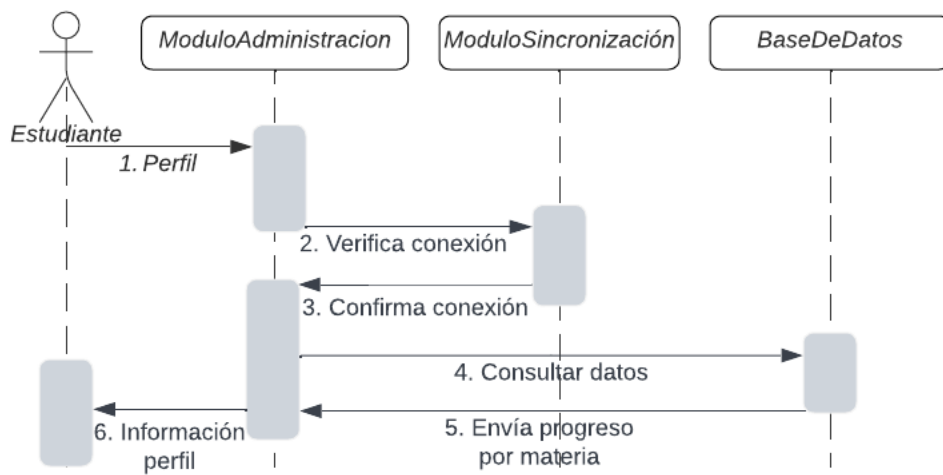 ModuloAdministracion
ModuloSincronización
BaseDeDatos
Estudiante
1. Perfil
2. Verifica conexión
3. Confirma conexión
4. Consultar datos
5. Envía progreso
por materia
6. Información
perfil